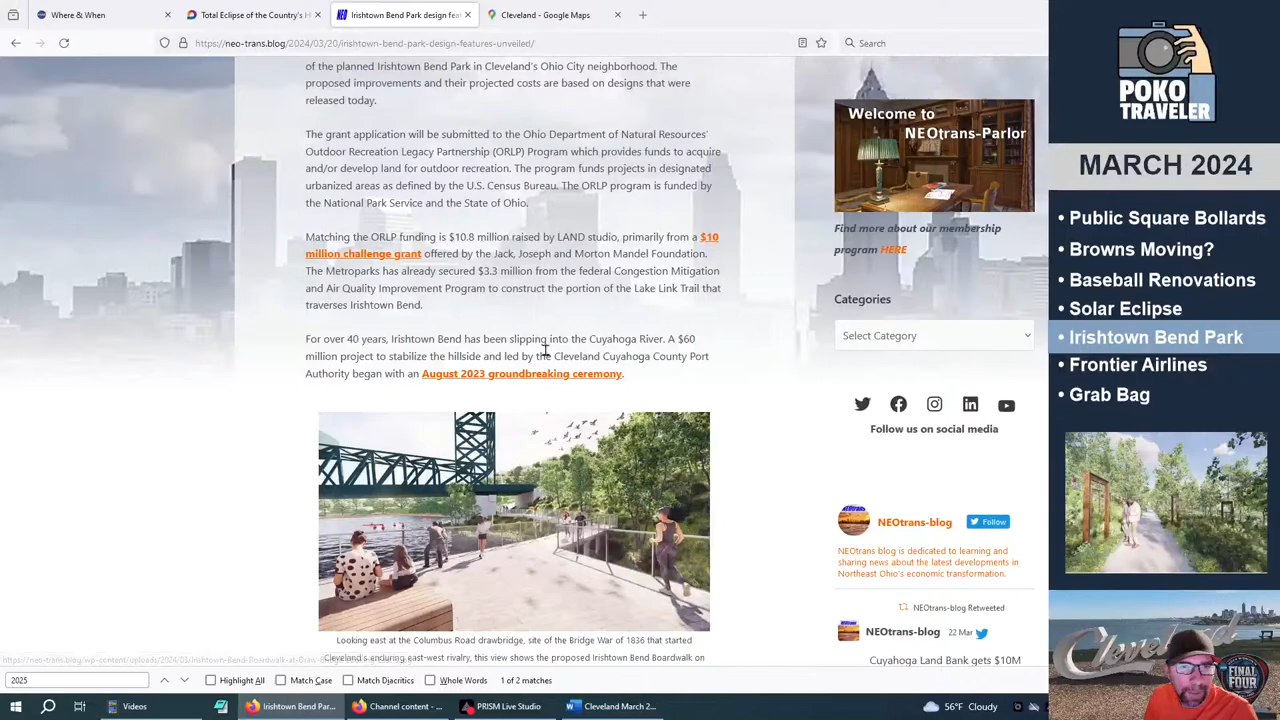 Where & When
Total Eclipse of the Country's H
Irishtown Bend Park design feat
Cleveland - Google Maps
https://neo-trans.blog/2024/03/20/irishtown-bend-park-design-features-unveiled/
Search
of the planned Irishtown Bend Park in Cleveland's Ohio City neighborhood. The
proposed improvements and their projected costs are based on designs that were
released today.
The grant application will be submitted to the Ohio Department of Natural Resources'
Outdoor Recreation Legacy Partnership (ORLP) Program which provides funds to acquire
and/or develop land for outdoor recreation. The program funds projects in designated
urbanized areas as defined by the U.S. Census Bureau. The ORLP program is funded by
the National Park Service and the State of Ohio.
Matching the ORLP funding is $10.8 million raised by LAND studio, primarily from a $10
million challenge grant offered by the Jack, Joseph and Morton Mandel Foundation.
The Metroparks has already secured $3.3 million from the federal Congestion Mitigation
and Air Quality Improvement Program to construct the portion of the Lake Link Trail that
traverses Irishtown Bend.
For over 40 years, Irishtown Bend has been slipping into the Cuyahoga River. A $60
million project to stabilize the hillside and led by the Cleveland Cuyahoga County Port
Authority began with an August 2023 groundbreaking ceremony.
Looking east at the Columbus Road drawbridge, site of the Bridge War of 1836 that started
Cleveland's enduring east-west rivalry, this view shows the proposed Irishtown Bend Boardwalk on
Welcome to
NEOtrans-Parlor
Find more about our membership
program HERE
Categories
Select Category
Follow us on social media
NEOtrans
NEOtrans-blog
Follow
NEOtrans blog is dedicated to learning and
sharing news about the latest developments in
Northeast Ohio's economic transformation.
NEOtrans-blog Retweeted
NEOtrans-blog 22 Mar
Cuyahoga Land Bank gets $10M
2025
Highlight All
Match Case
Match Diacritics
Whole Words
1 of 2 matches
Videos
Irishtown Bend Par...
Channel content - ...
PRISM Live Studio
Cleveland March 2...
56°F Cloudy
POKO
TRAVELER
MARCH 2024
• Public Square Bollards
• Browns Moving?
• Baseball Renovations
• Solar Eclipse
• Irishtown Bend Park
• Frontier Airlines
• Grab Bag
FINAL
FOUR